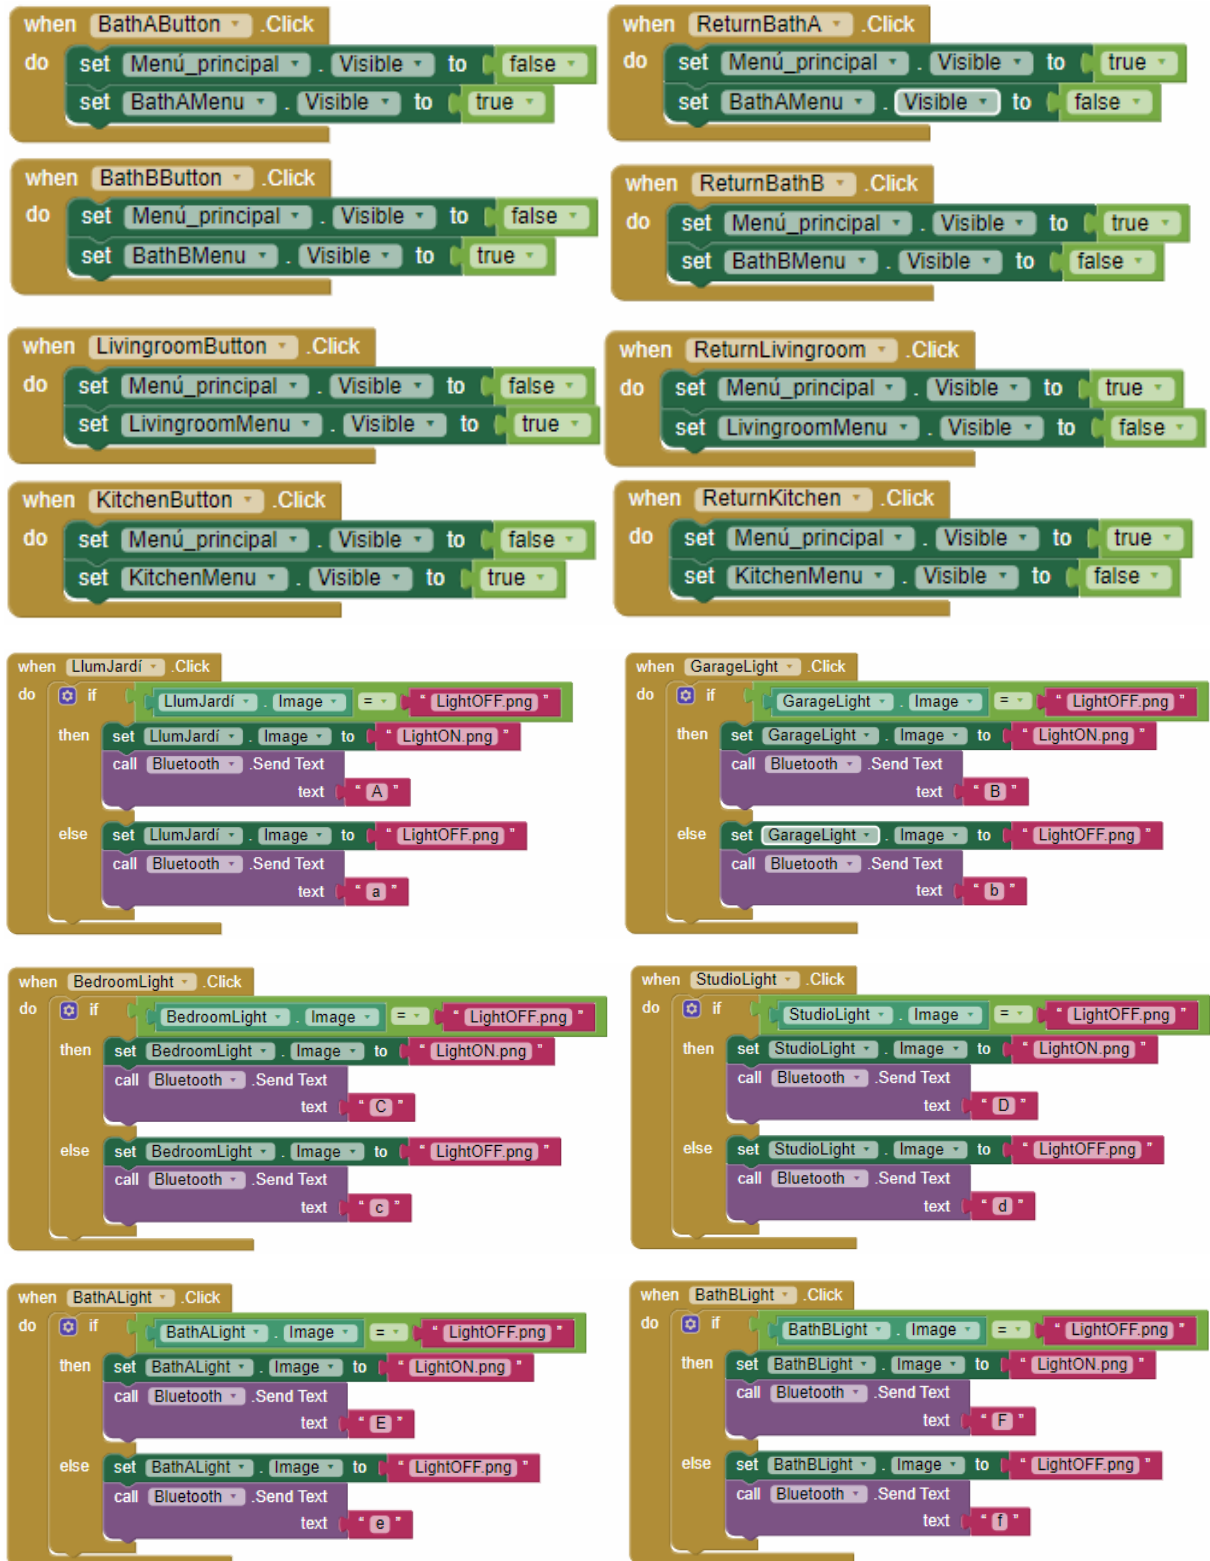 when BathAButton .Click
do set Menú_principal . Visible to false
set BathAMenu . Visible to true
when ReturnBathA .Click
do set Menú_principal . Visible to true
set BathAMenu . Visible to false
when BathBButton .Click
do set Menú_principal . Visible to false
set BathBMenu . Visible to true
when ReturnBathB .Click
do set Menú_principal . Visible to true
set BathBMenu . Visible to false
when LivingroomButton .Click
do set Menú_principal . Visible to false
set LivingroomMenu . Visible to true
when ReturnLivingroom .Click
do set Menú_principal . Visible to true
set LivingroomMenu . Visible to false
when KitchenButton .Click
do set Menú_principal . Visible to false
set KitchenMenu . Visible to true
when ReturnKitchen .Click
do set Menú_principal . Visible to true
set KitchenMenu . Visible to false
when LlumJardí .Click
do if LlumJardí . Image = " LightOFF.png "
then set LlumJardí . Image to " LightON.png "
call Bluetooth .Send Text
text " A "
else set LlumJardí . Image to " LightOFF.png "
call Bluetooth .Send Text
text " a "
when GarageLight .Click
do if GarageLight . Image = " LightOFF.png "
then set GarageLight . Image to " LightON.png "
call Bluetooth .Send Text
text " B "
else set GarageLight . Image to " LightOFF.png "
call Bluetooth .Send Text
text " b "
when BedroomLight .Click
do if BedroomLight . Image = " LightOFF.png "
then set BedroomLight . Image to " LightON.png "
call Bluetooth .Send Text
text " C "
else set BedroomLight . Image to " LightOFF.png "
call Bluetooth .Send Text
text " c "
when StudioLight .Click
do if StudioLight . Image = " LightOFF.png "
then set StudioLight . Image to " LightON.png "
call Bluetooth .Send Text
text " D "
else set StudioLight . Image to " LightOFF.png "
call Bluetooth .Send Text
text " d "
when BathALight .Click
do if BathALight . Image = " LightOFF.png "
then set BathALight . Image to " LightON.png "
call Bluetooth .Send Text
text " E "
else set BathALight . Image to " LightOFF.png "
call Bluetooth .Send Text
text " e "
when BathBLight .Click
do if BathBLight . Image = " LightOFF.png "
then set BathBLight . Image to " LightON.png "
call Bluetooth .Send Text
text " F "
else set BathBLight . Image to " LightOFF.png "
call Bluetooth .Send Text
text " f "